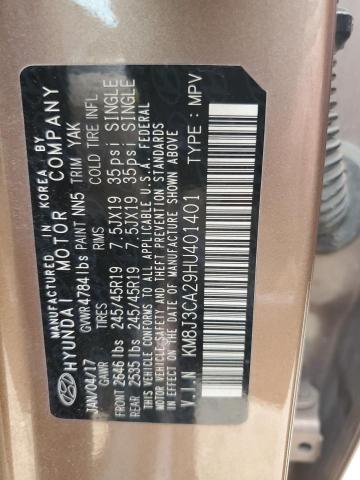 MANUFACTURED IN KOREA BY
HYUNDAI MOTOR COMPANY
JAN/04/17 GVWR 4784 lbs PAINT NN5 TRIM YAK
GAWR TIRES RIMS COLD TIRE INFL.
FRONT 2646 lbs 245/45R19 7.5JX19 35psi SINGLE
REAR 2535 lbs 245/45R19 7.5JX19 35psi SINGLE
THIS VEHICLE CONFORMS TO ALL APPLICABLE U.S.A. FEDERAL
MOTOR VEHICLE SAFETY, BUMPER, AND THEFT PREVENTION STANDARDS
IN EFFECT ON THE DATE OF MANUFACTURE SHOWN ABOVE
V.I.N KM8J3CA29HU401401 TYPE: MPV